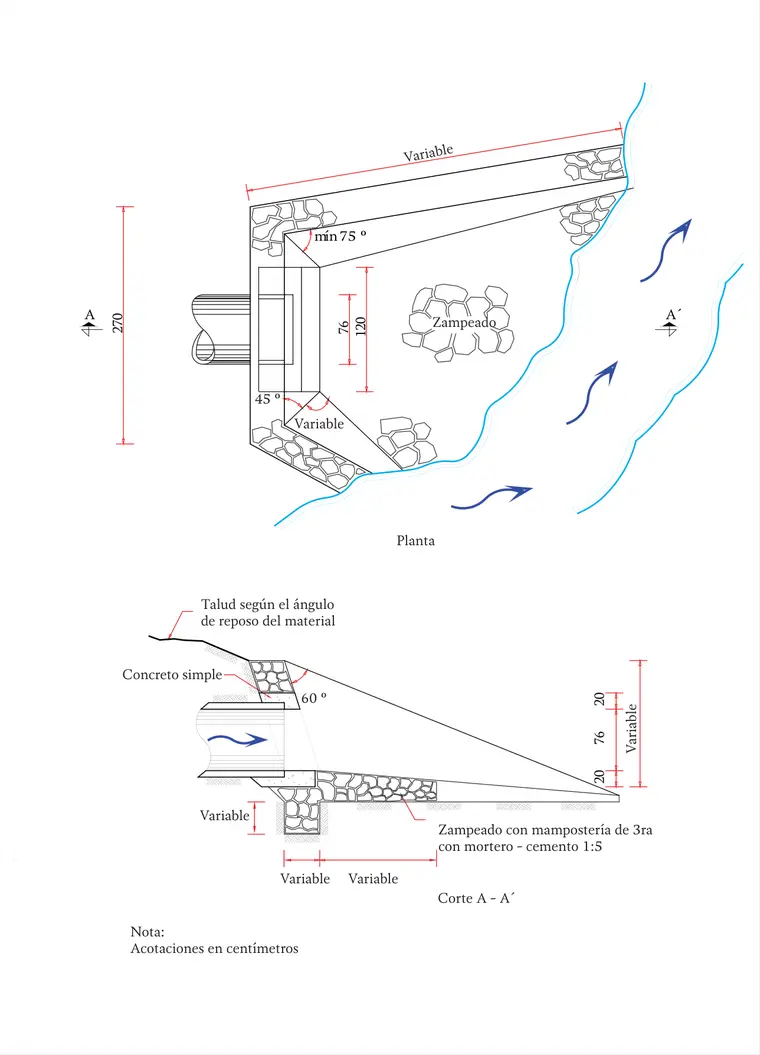 Variable
mín 75 º
A
270
76
120
Zampeado
A´
45 º
Variable
Planta
Talud según el ángulo
de reposo del material
Concreto simple
60 º
20
76
Variable
20
Variable
Zampeado con mampostería de 3ra
con mortero - cemento 1:5
Variable
Variable
Corte A - A´
Nota:
Acotaciones en centímetros